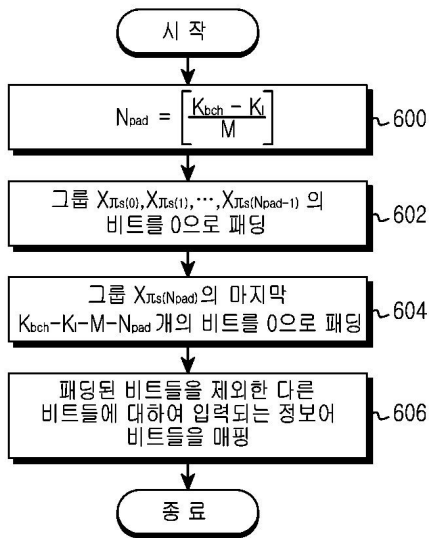 시 작
N_pad = [ (K_bch - K_I) / M ]
600
그룹 X_πs(0), X_πs(1), ⋯, X_πs(Npad-1) 의
비트를 0으로 패딩
602
그룹 X_πs(Npad) 의 마지막
K_bch-K_I-M-N_pad 개의 비트를 0으로 패딩
604
패딩된 비트들을 제외한 다른
비트들에 대하여 입력되는 정보어
비트들을 매핑
606
종 료